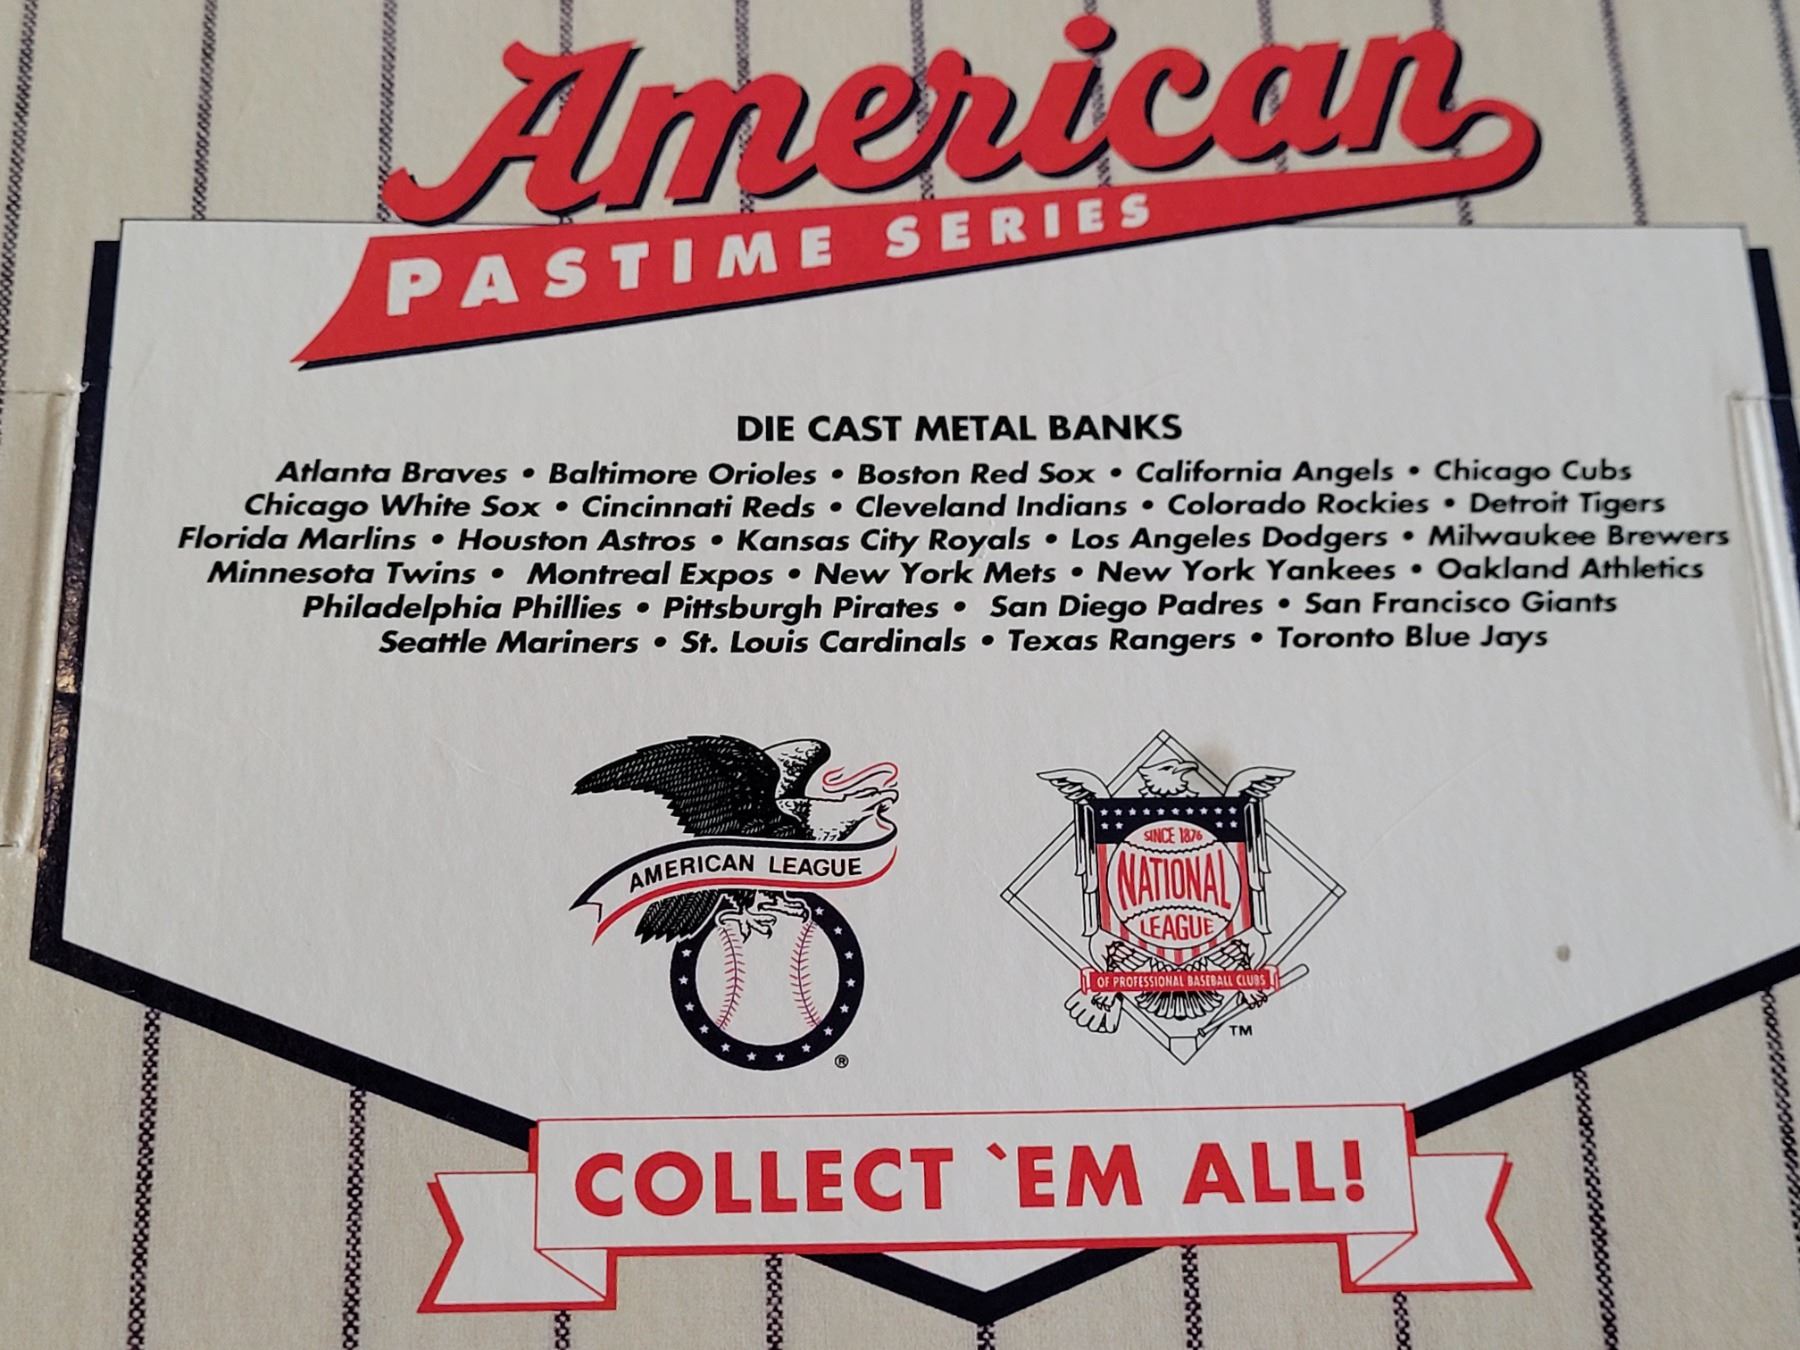 American
PASTIME SERIES
DIE CAST METAL BANKS
Atlanta Braves • Baltimore Orioles • Boston Red Sox • California Angels • Chicago Cubs
Chicago White Sox • Cincinnati Reds • Cleveland Indians • Colorado Rockies • Detroit Tigers
Florida Marlins • Houston Astros • Kansas City Royals • Los Angeles Dodgers • Milwaukee Brewers
Minnesota Twins • Montreal Expos • New York Mets • New York Yankees • Oakland Athletics
Philadelphia Phillies • Pittsburgh Pirates • San Diego Padres • San Francisco Giants
Seattle Mariners • St. Louis Cardinals • Texas Rangers • Toronto Blue Jays
AMERICAN LEAGUE
®
SINCE 1876
NATIONAL
LEAGUE
OF PROFESSIONAL BASEBALL CLUBS
TM
COLLECT `EM ALL!